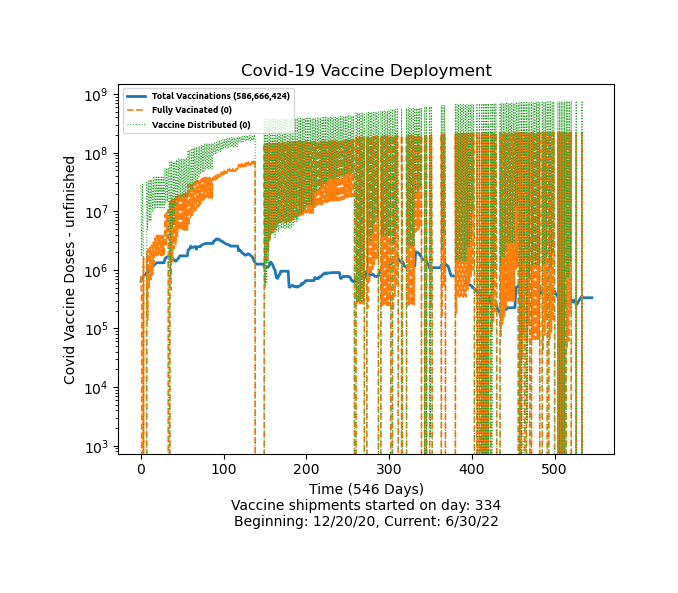 Covid-19 Vaccine Deployment
Total Vaccinations (586,666,424)
Fully Vacinated (0)
Vaccine Distributed (0)
10⁹
10⁸
10⁷
10⁶
10⁵
10⁴
10³
Covid Vaccine Doses - unfinished
0 100 200 300 400 500
Time (546 Days)
Vaccine shipments started on day: 334
Beginning: 12/20/20, Current: 6/30/22